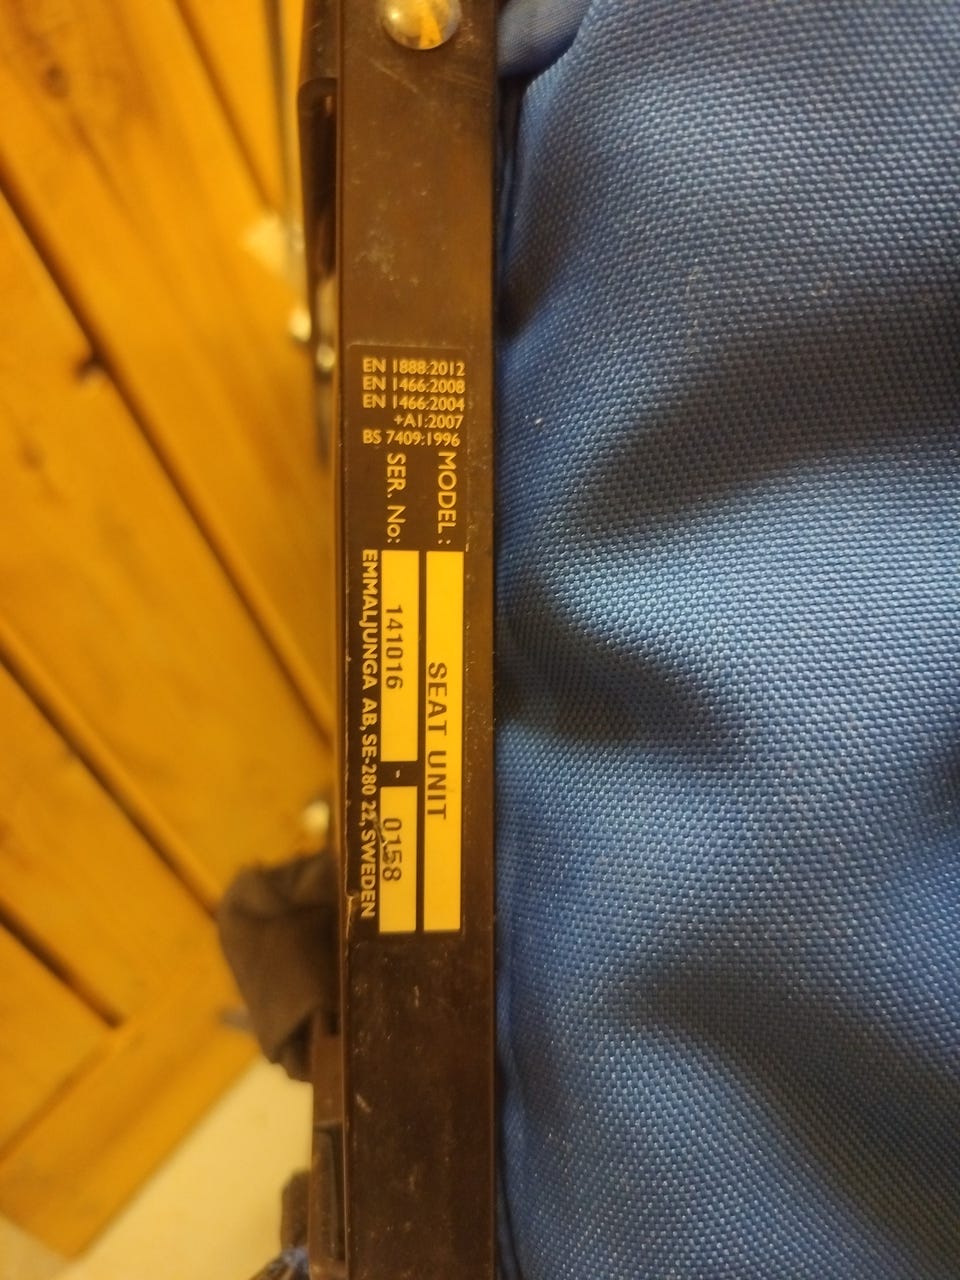 EN 1888:2012
EN 1466:2008
EN 1466:2004
+A1:2007
BS 7409:1996
MODEL: SEAT UNIT
SER. No: 141016 - 0158
EMMALJUNGA AB, SE-280 22, SWEDEN